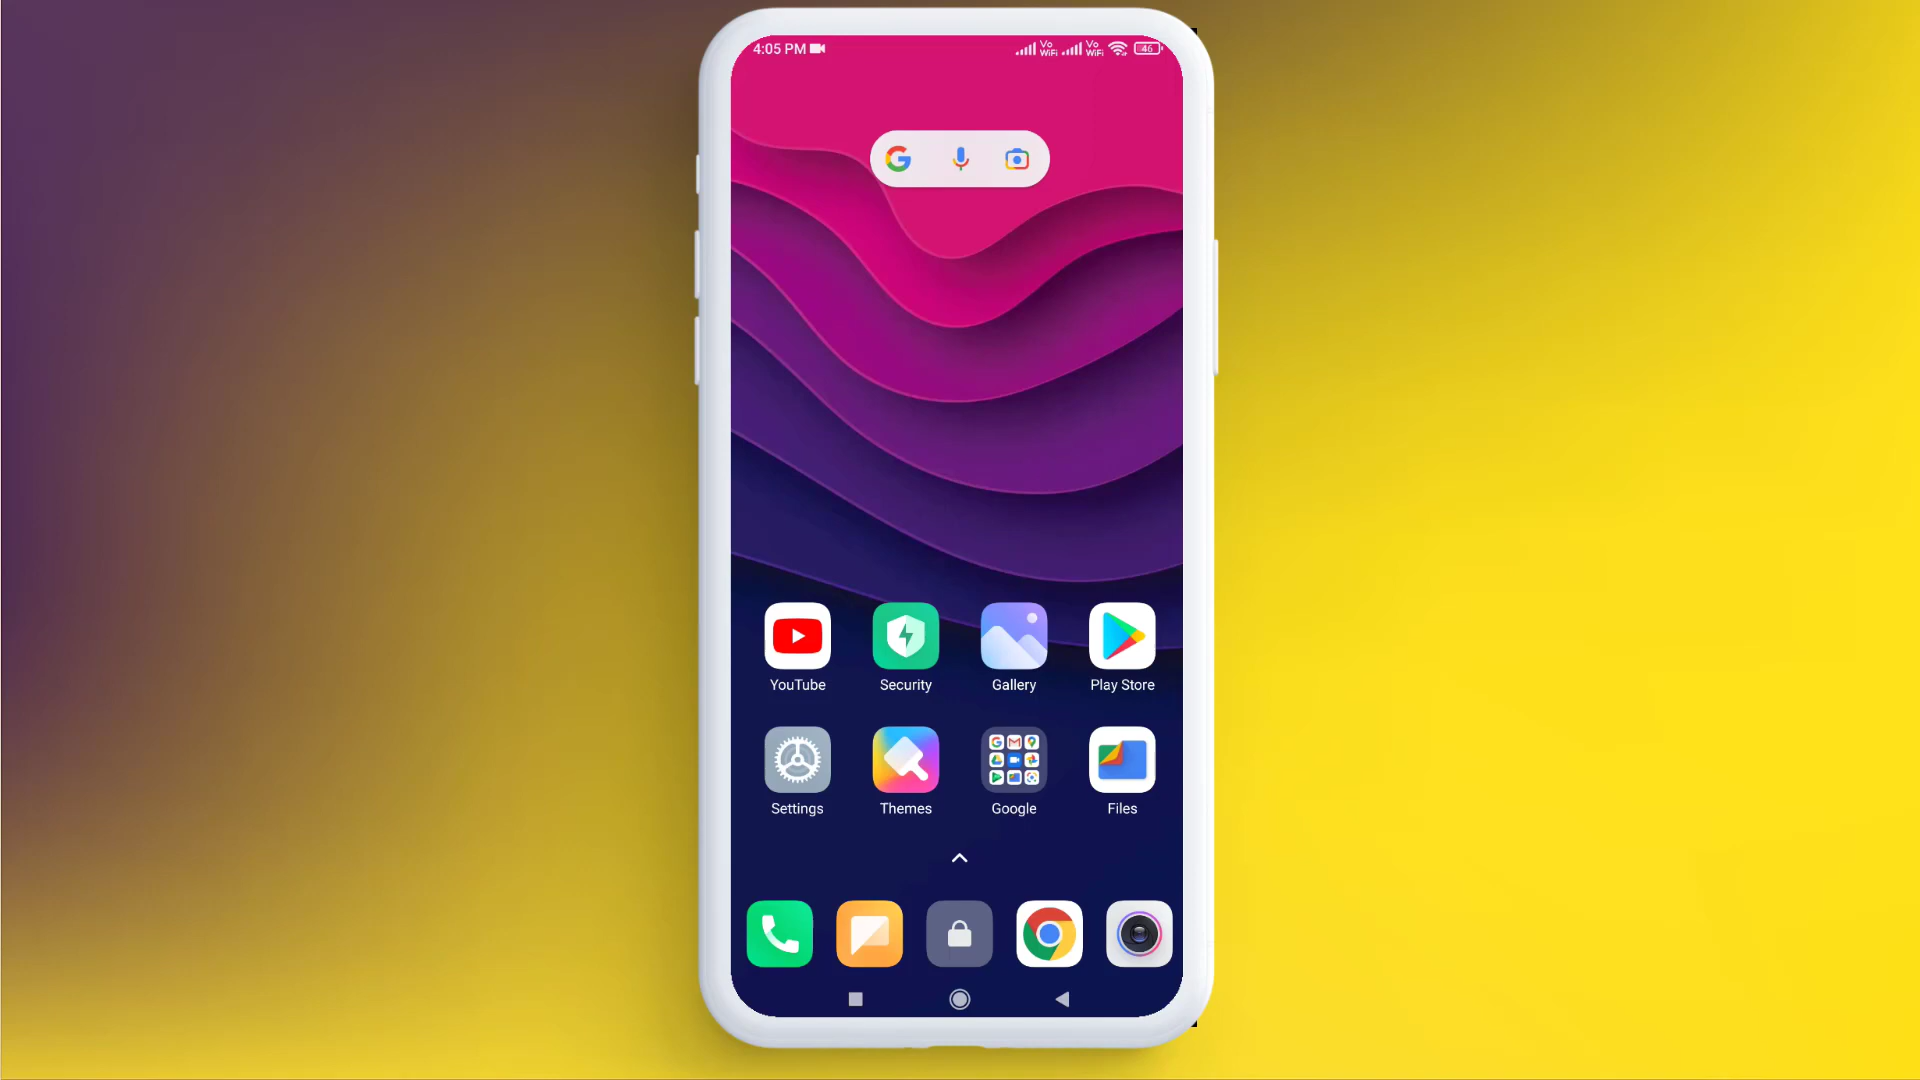 4:05 PM Vo WiFi Vo WiFi 46
YouTube Security Gallery Play Store
Settings Themes Google Files